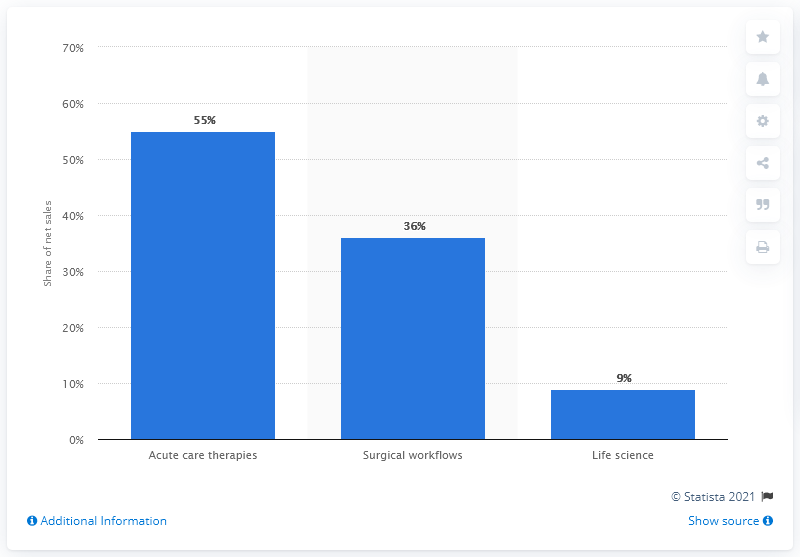 70%
60%
50%
40%
30%
20%
10%
0%
Share of net sales
55%
36%
9%
Acute care therapies
Surgical workflows
Life science
© Statista 2021
Additional Information
Show source